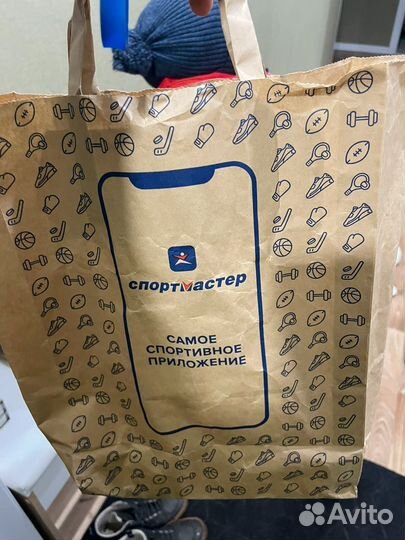 спортмастер
САМОЕ
СПОРТИВНОЕ
ПРИЛОЖЕНИЕ
Avito